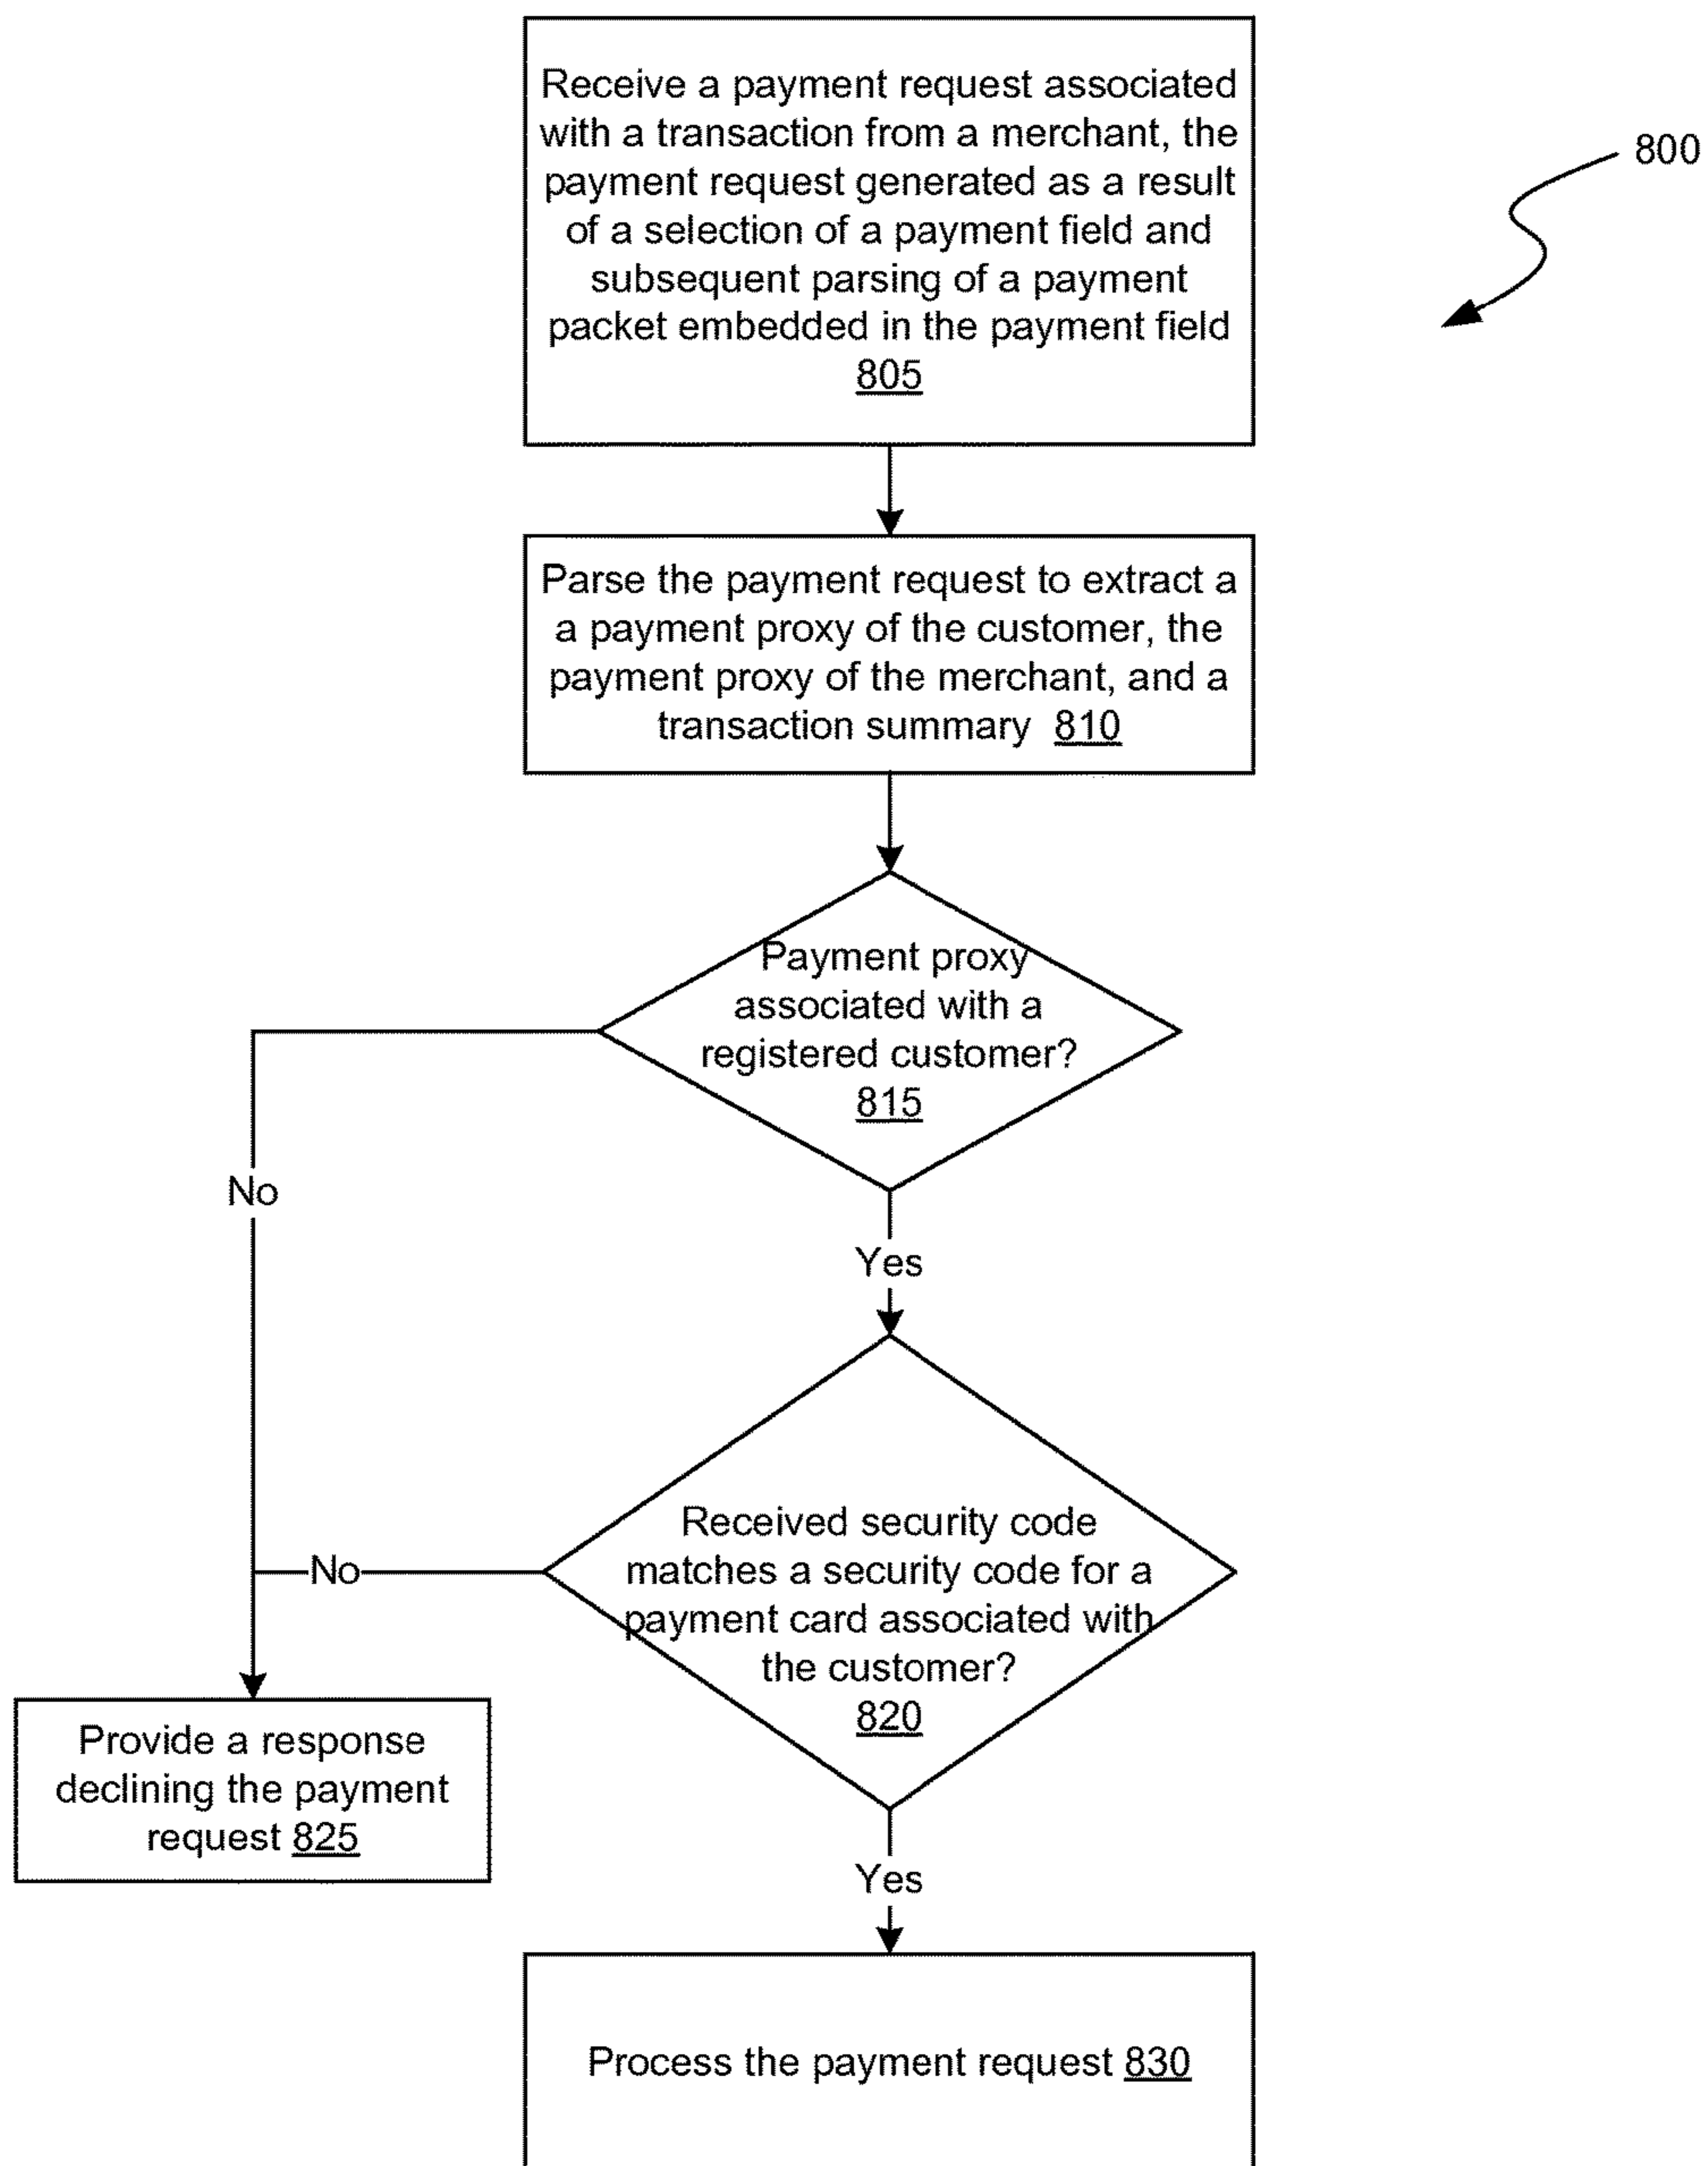 Receive a payment request associated
with a transaction from a merchant, the
payment request generated as a result
of a selection of a payment field and
subsequent parsing of a payment
packet embedded in the payment field
805
800
Parse the payment request to extract a
a payment proxy of the customer, the
payment proxy of the merchant, and a
transaction summary 810
Payment proxy
associated with a
registered customer?
815
No
Yes
Received security code
matches a security code for a
payment card associated with
the customer?
820
No
Provide a response
declining the payment
request 825
Yes
Process the payment request 830